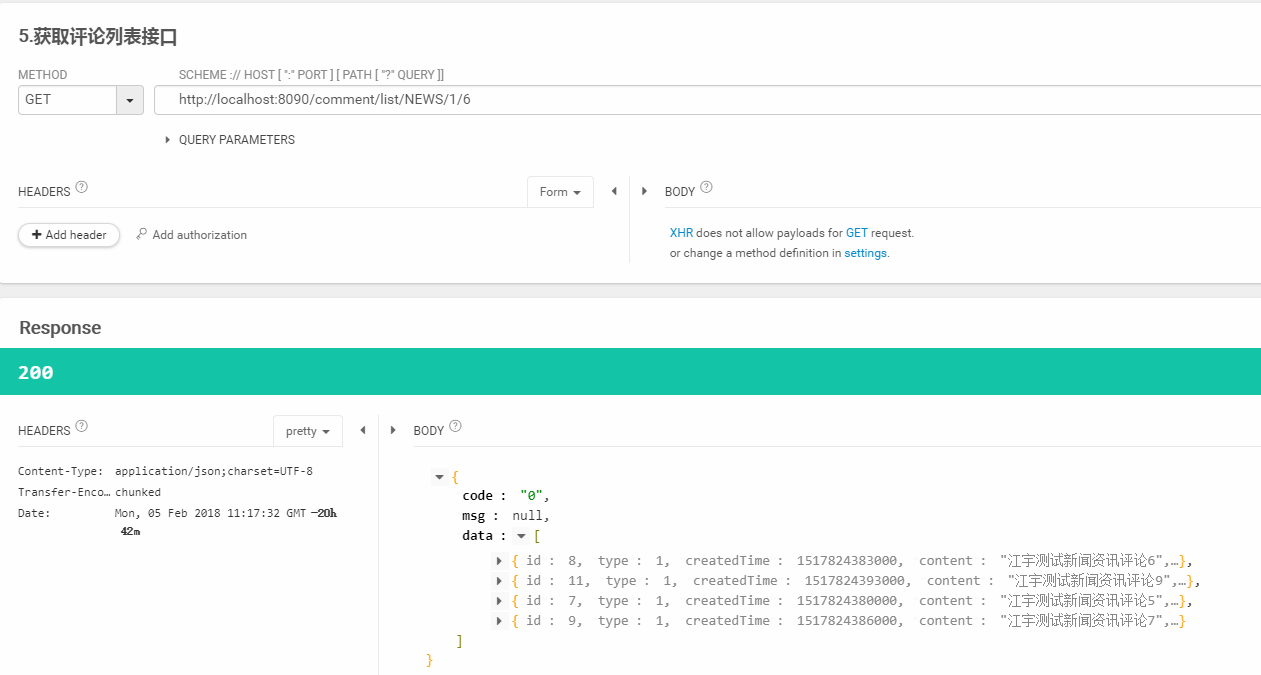 5.获取评论列表接口
METHOD SCHEME :// HOST [ ":" PORT ] [ PATH [ "?" QUERY ]]
GET http://localhost:8090/comment/list/NEWS/1/6
QUERY PARAMETERS
HEADERS ? Form BODY ?
+ Add header Add authorization XHR does not allow payloads for GET request.
or change a method definition in settings.
Response
200
HEADERS ? pretty BODY ?
Content-Type: application/json;charset=UTF-8
Transfer-Enco… chunked
Date: Mon, 05 Feb 2018 11:17:32 GMT -20h
42m
{
code : "0",
msg : null,
data : [
{ id : 8, type : 1, createdTime : 1517824383000, content : "江宇测试新闻资讯评论6",…},
{ id : 11, type : 1, createdTime : 1517824393000, content : "江宇测试新闻资讯评论9",…},
{ id : 7, type : 1, createdTime : 1517824380000, content : "江宇测试新闻资讯评论5",…},
{ id : 9, type : 1, createdTime : 1517824386000, content : "江宇测试新闻资讯评论7",…}
]
}